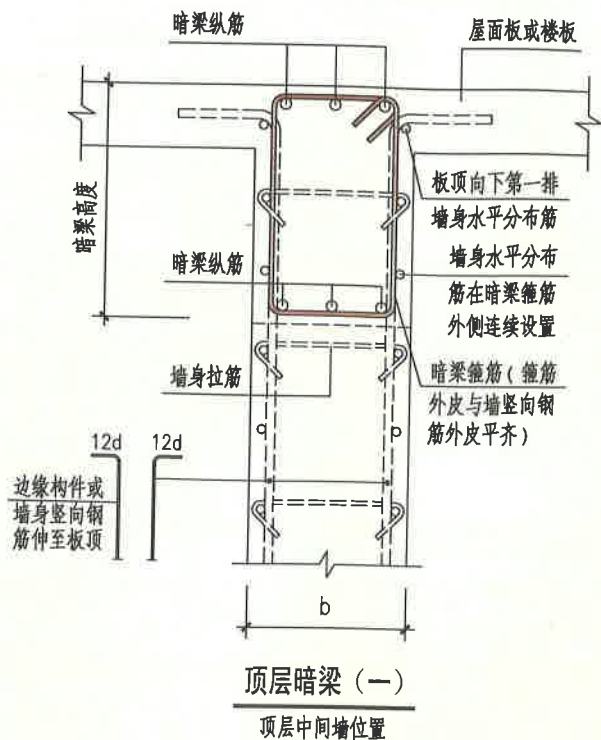 暗梁纵筋
屋面板或楼板
暗梁高度
板顶向下第一排
墙身水平分布筋
暗梁纵筋
墙身水平分布
筋在暗梁箍筋
外侧连续设置
墙身拉筋
暗梁箍筋(箍筋
外皮与墙竖向钢
筋外皮平齐)
12d 12d
边缘构件或
墙身竖向钢
筋伸至板顶
b
顶层暗梁(一)
顶层中间墙位置